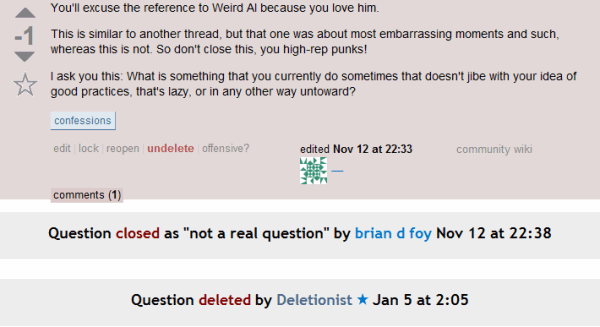 You'll excuse the reference to Weird Al because you love him.
-1
This is similar to another thread, but that one was about most embarrassing moments and such,
whereas this is not. So don't close this, you high-rep punks!
I ask you this: What is something that you currently do sometimes that doesn't jibe with your idea of
good practices, that's lazy, or in any other way untoward?
confessions
edit | lock | reopen | undelete | offensive? edited Nov 12 at 22:33 community wiki
comments (1)
Question closed as "not a real question" by brian d foy Nov 12 at 22:38
Question deleted by Deletionist ★ Jan 5 at 2:05